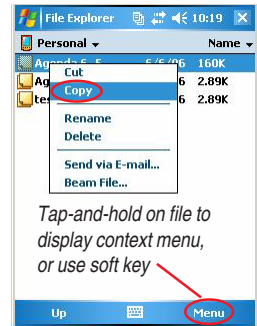 File Explorer 10:19
Personal Name
Agenda 6 5 6/6/06 160K
Ag 6 2.89K
tes 6 2.89K
Cut
Copy
Rename
Delete
Send via E-mail...
Beam File...
Tap-and-hold on file to
display context menu,
or use soft key
Up Menu